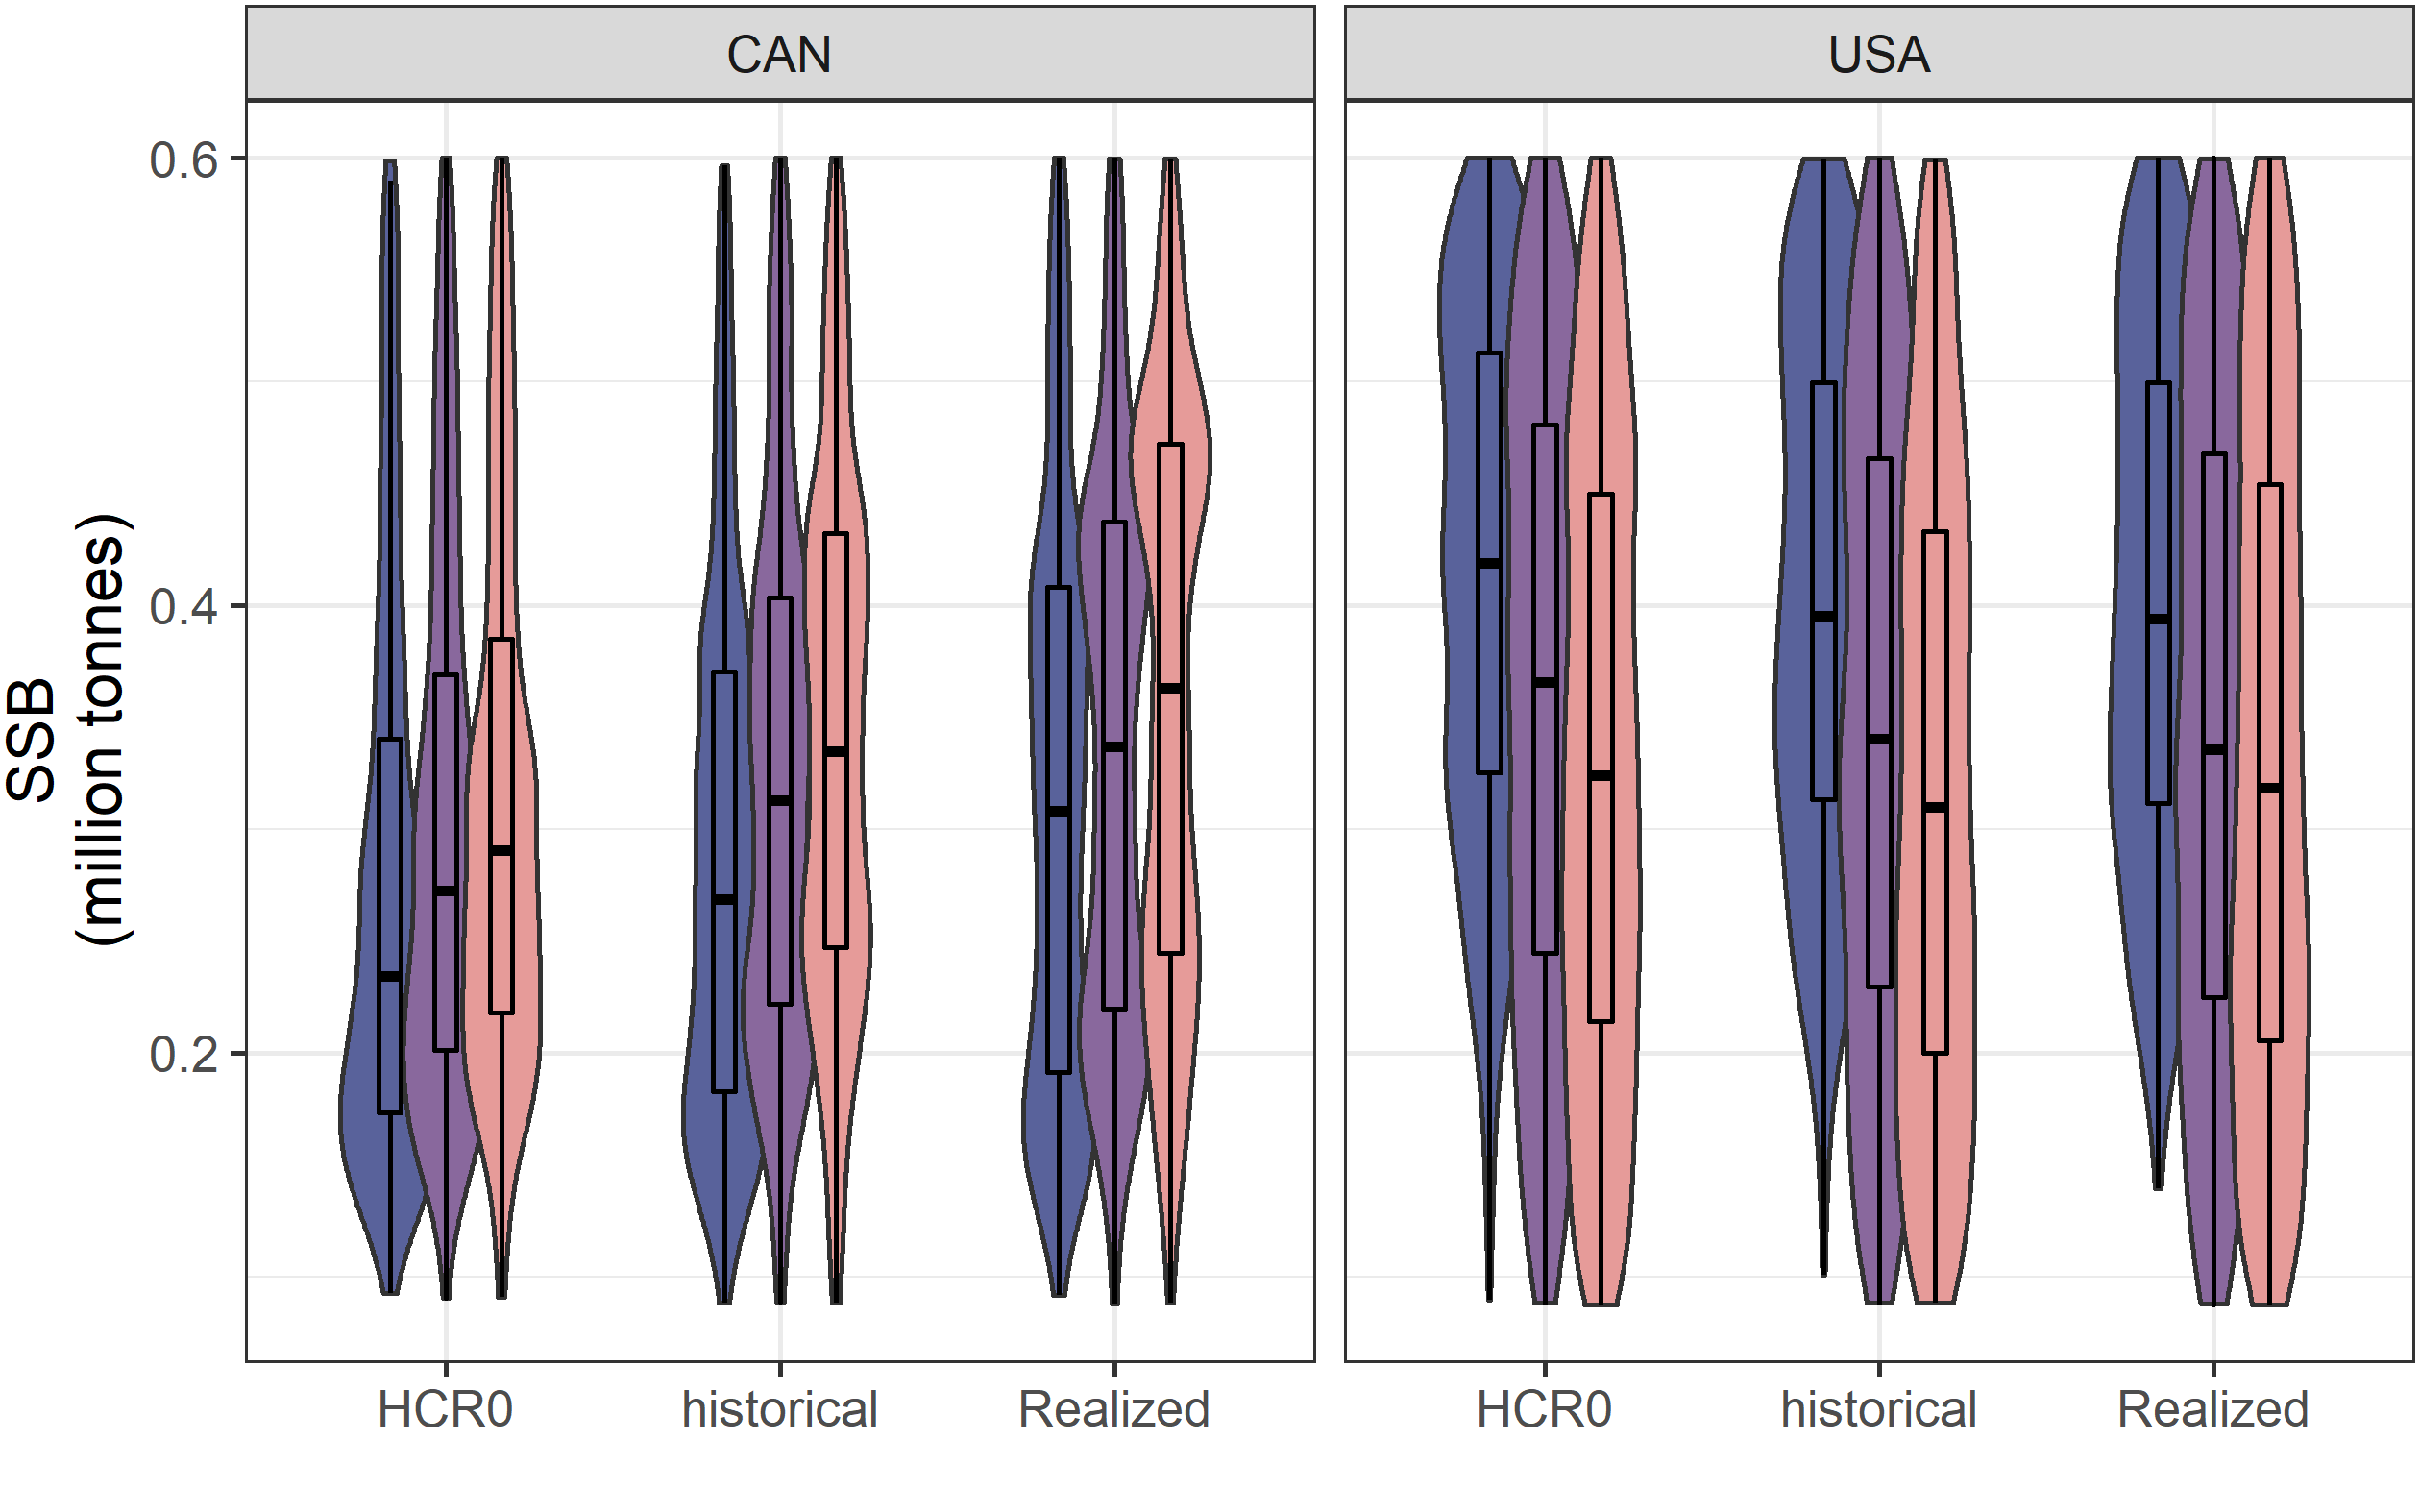 CAN
USA
SSB
(million tonnes)
0.6
0.4
0.2
HCR0
historical
Realized
HCR0
historical
Realized